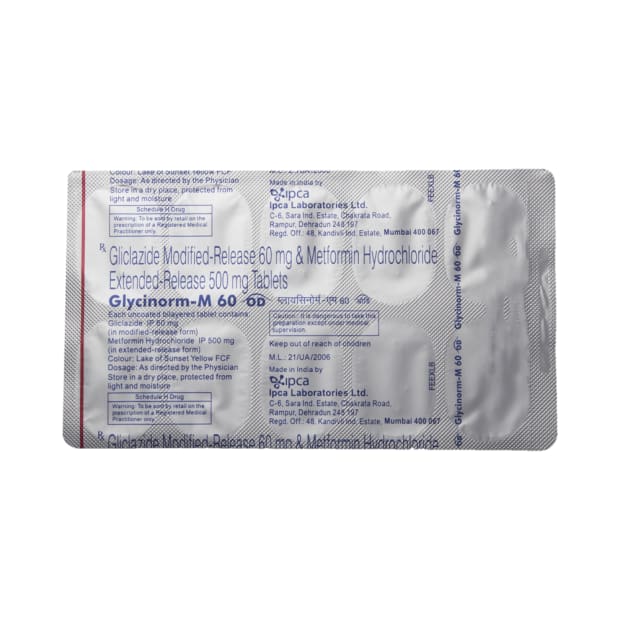 Colour: Lake of Sunset Yellow FCF
Dosage: As directed by the Physician
Store in a dry place, protected from
light and moisture
Schedule H Drug
Warning: To be sold by retail on the
prescription of a Registered Medical
Practitioner only.
M.L.: 21/UA/2006
Made in India by
ipca
Ipca Laboratories Ltd.
C-6, Sara Ind. Estate, Chakrata Road,
Rampur, Dehradun 248 197
Regd. Off.: 48, Kandivli Ind. Estate, Mumbai 400 067
FEEXLB
Glycinorm-M 60 OD
Rx Gliclazide Modified-Release 60 mg & Metformin Hydrochloride
Extended-Release 500 mg Tablets
Glycinorm-M 60 OD ग्लायसिनोर्म-एम 60 ओडी
Each uncoated bilayered tablet contains
Gliclazide IP 60 mg
(in modified-release form)
Metformin Hydrochloride IP 500 mg
(in extended-release form)
Colour: Lake of Sunset Yellow FCF
Dosage: As directed by the Physician
Store in a dry place, protected from
light and moisture
Schedule H Drug
Warning: To be sold by retail on the
prescription of a Registered Medical
Practitioner only.
Caution: It is dangerous to take this
preparation except under medical
supervision.
Keep out of reach of children
M.L.: 21/UA/2006
Made in India by
ipca
Ipca Laboratories Ltd.
C-6, Sara Ind. Estate, Chakrata Road,
Rampur, Dehradun 248 197
Regd. Off.: 48, Kandivli Ind. Estate, Mumbai 400 067
FEEXLB
Glycinorm-M 60 OD
Rx Gliclazide Modified-Release 60 mg & Metformin Hydrochloride